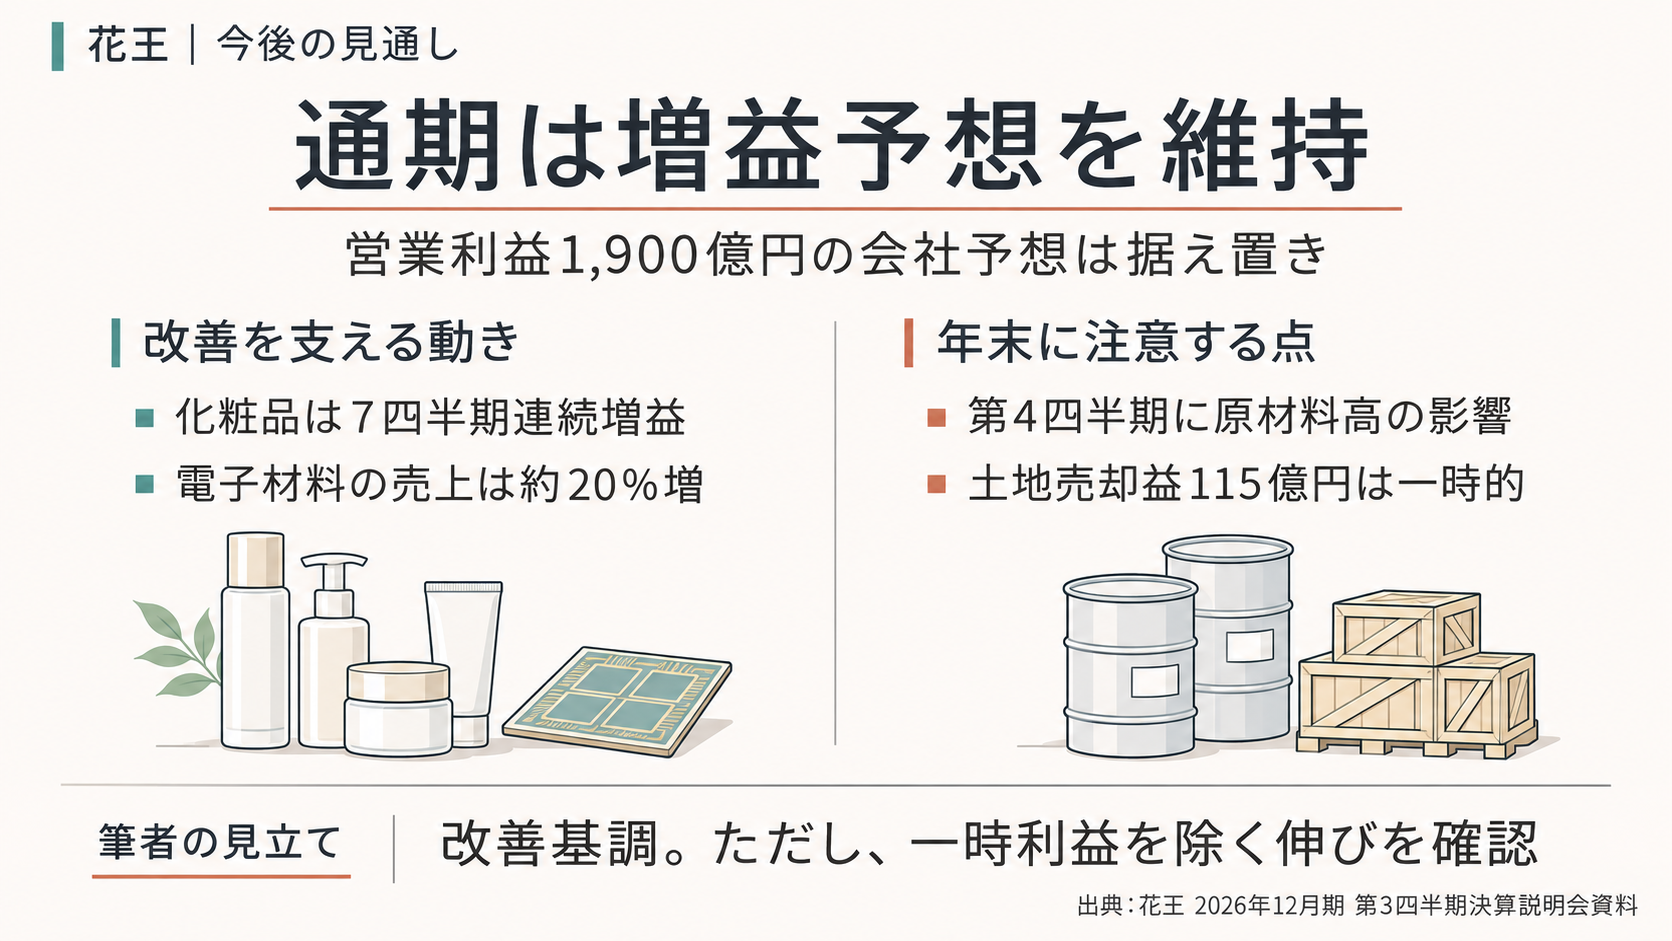 花王｜今後の見通し
通期は増益予想を維持
営業利益1,900億円の会社予想は据え置き
改善を支える動き
化粧品は7四半期連続増益
電子材料の売上は約20%増
年末に注意する点
第4四半期に原材料高の影響
土地売却益115億円は一時的
筆者の見立て
改善基調。ただし、一時利益を除く伸びを確認
出典：花王 2026年12月期 第3四半期決算説明会資料